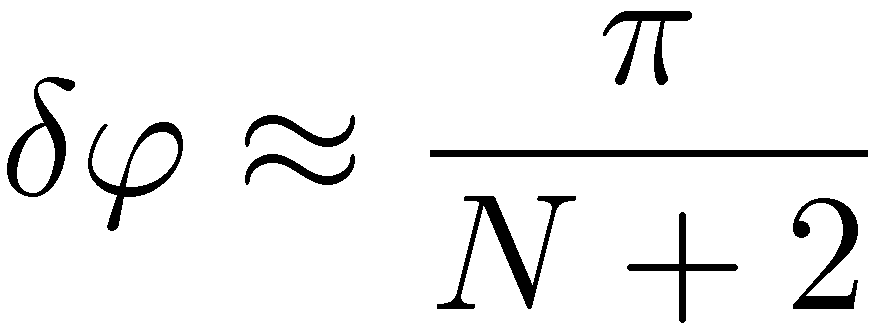 δφ ≈ π / (N + 2)